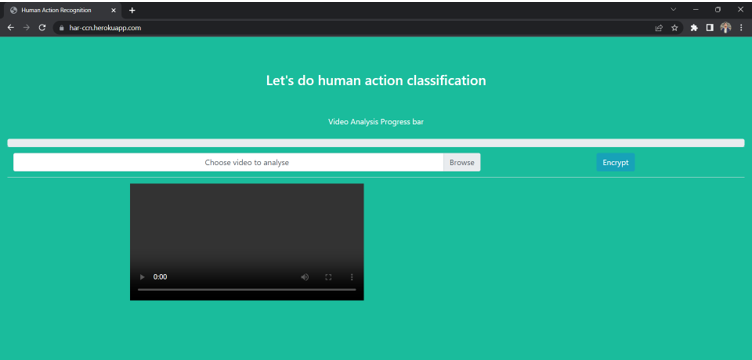 Human Action Recognition
har-ccn.herokuapp.com
Let's do human action classification
Video Analysis Progress bar
Choose video to analyse Browse Encrypt
0:00